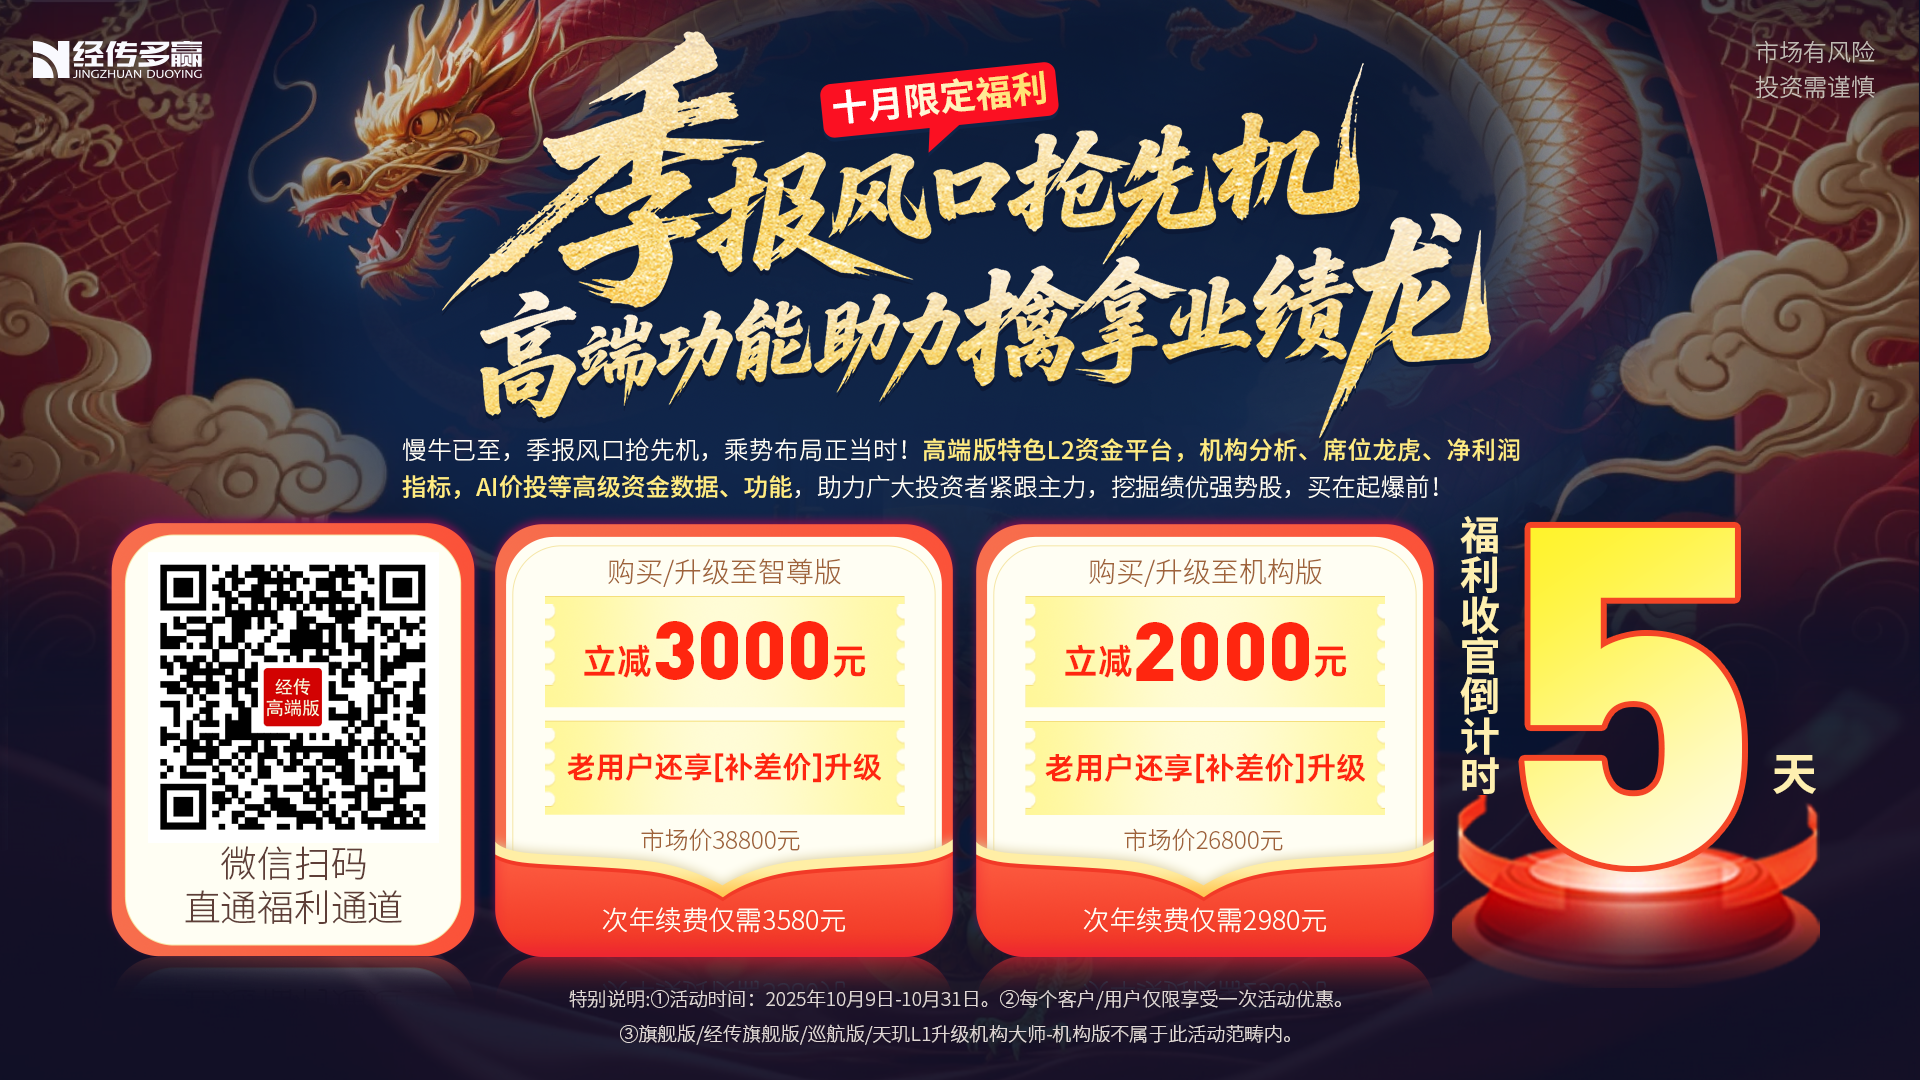 经传多赢
JINGZHUAN DUOYING
市场有风险
投资需谨慎
十月限定福利
季报风口抢先机
高端功能助力擒拿业绩龙
慢牛已至，季报风口抢先机，乘势布局正当时！高端版特色L2资金平台，机构分析、席位龙虎、净利润
指标，AI价投等高级资金数据、功能，助力广大投资者紧跟主力，挖掘绩优强势股，买在起爆前！
经传
高端版
微信扫码
直通福利通道
购买/升级至智尊版
立减3000元
老用户还享[补差价]升级
市场价38800元
次年续费仅需3580元
购买/升级至机构版
立减2000元
老用户还享[补差价]升级
市场价26800元
次年续费仅需2980元
福利收官倒计时
5天
特别说明:①活动时间：2025年10月9日-10月31日。②每个客户/用户仅限享受一次活动优惠。
③旗舰版/经传旗舰版/巡航版/天玑L1升级机构大师-机构版不属于此活动范畴内。